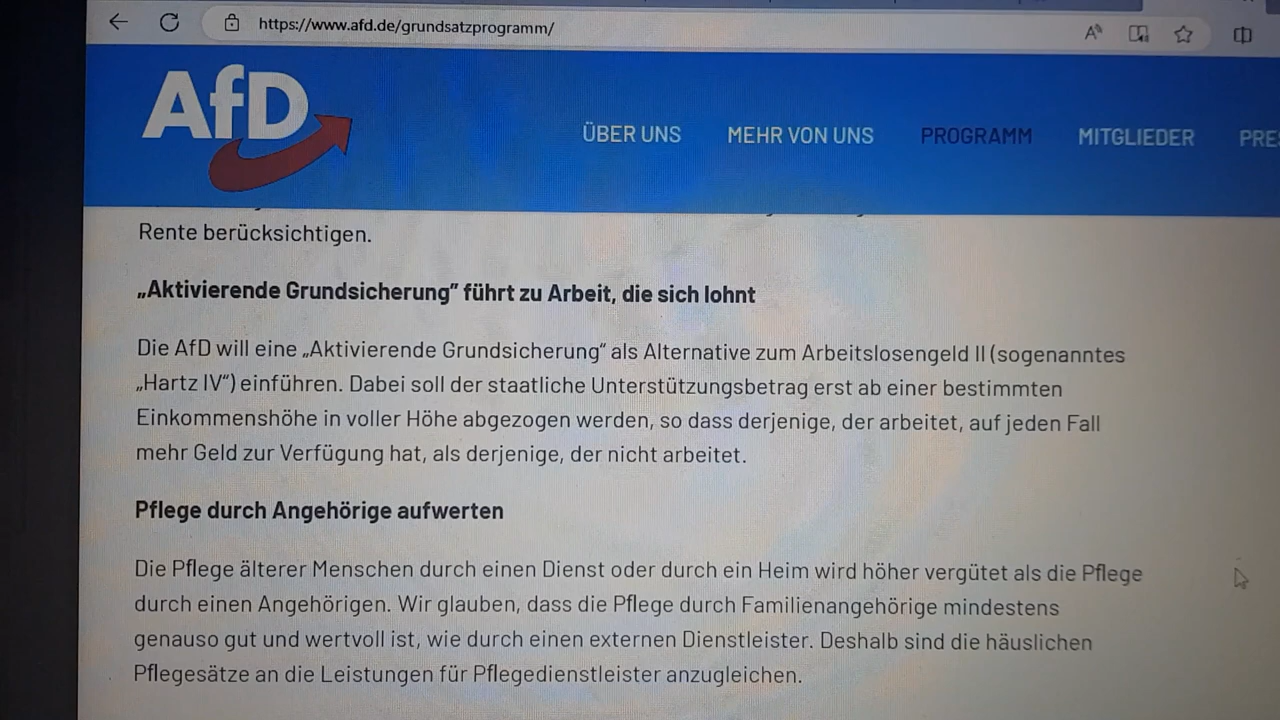 https://www.afd.de/grundsatzprogramm/
AfD
ÜBER UNS MEHR VON UNS PROGRAMM MITGLIEDER PRE
Rente berücksichtigen.
„Aktivierende Grundsicherung" führt zu Arbeit, die sich lohnt
Die AfD will eine „Aktivierende Grundsicherung" als Alternative zum Arbeitslosengeld II (sogenanntes
„Hartz IV") einführen. Dabei soll der staatliche Unterstützungsbetrag erst ab einer bestimmten
Einkommenshöhe in voller Höhe abgezogen werden, so dass derjenige, der arbeitet, auf jeden Fall
mehr Geld zur Verfügung hat, als derjenige, der nicht arbeitet.
Pflege durch Angehörige aufwerten
Die Pflege älterer Menschen durch einen Dienst oder durch ein Heim wird höher vergütet als die Pflege
durch einen Angehörigen. Wir glauben, dass die Pflege durch Familienangehörige mindestens
genauso gut und wertvoll ist, wie durch einen externen Dienstleister. Deshalb sind die häuslichen
Pflegesätze an die Leistungen für Pflegedienstleister anzugleichen.